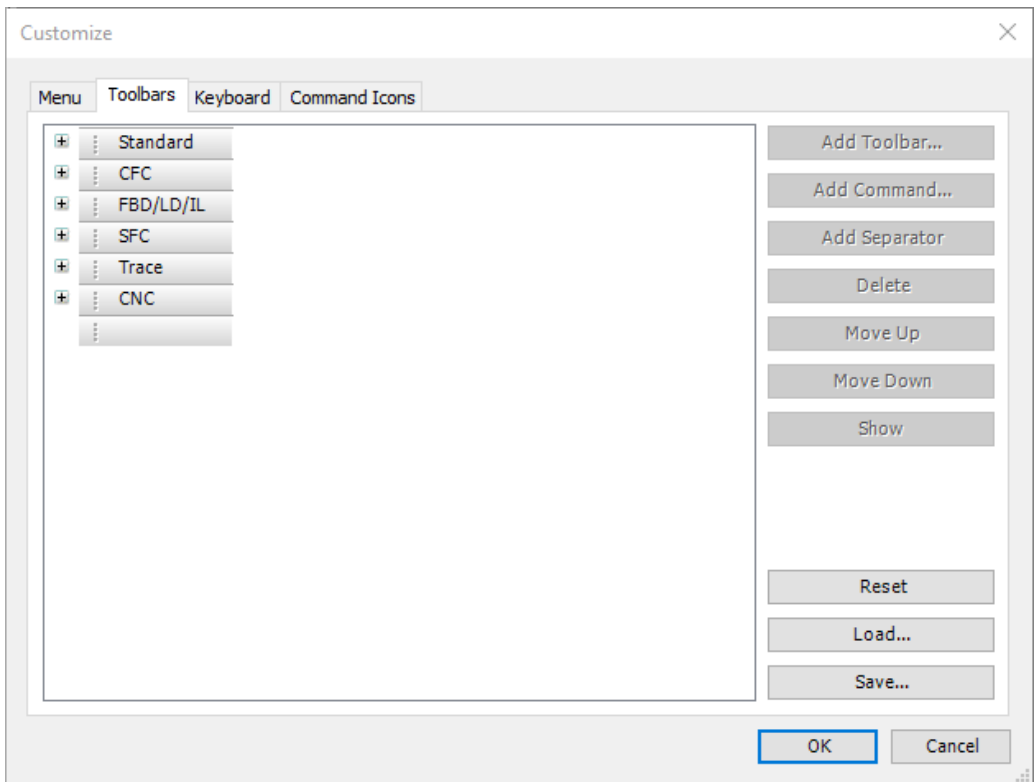 Customize
Menu Toolbars Keyboard Command Icons
Standard
CFC
FBD/LD/IL
SFC
Trace
CNC
Add Toolbar...
Add Command...
Add Separator
Delete
Move Up
Move Down
Show
Reset
Load...
Save...
OK Cancel